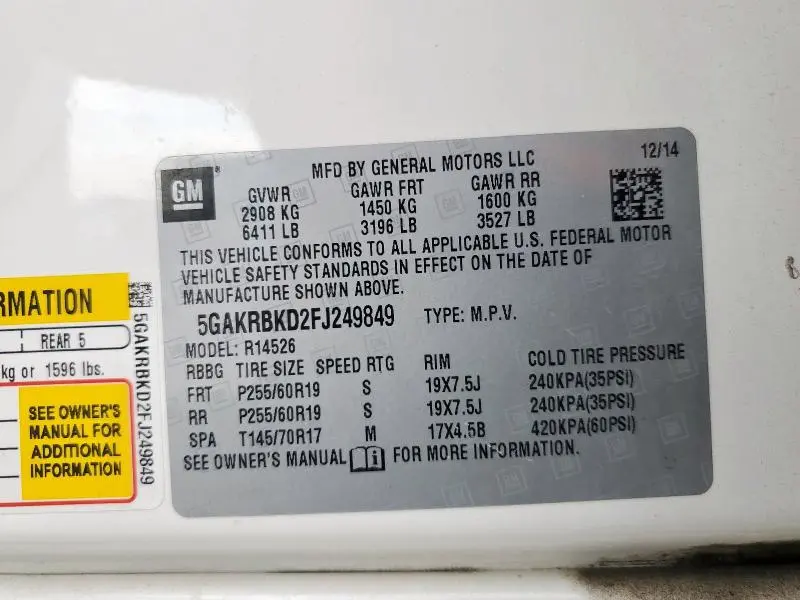 GM
MFD BY GENERAL MOTORS LLC
12/14
GVWR GAWR FRT GAWR RR
2908 KG 1450 KG 1600 KG
6411 LB 3196 LB 3527 LB
THIS VEHICLE CONFORMS TO ALL APPLICABLE U.S. FEDERAL MOTOR
VEHICLE SAFETY STANDARDS IN EFFECT ON THE DATE OF
MANUFACTURE SHOWN ABOVE.
5GAKRBKD2FJ249849 TYPE: M.P.V.
MODEL: R14526
RBBG TIRE SIZE SPEED RTG RIM COLD TIRE PRESSURE
FRT P255/60R19 S 19X7.5J 240KPA(35PSI)
RR P255/60R19 S 19X7.5J 240KPA(35PSI)
SPA T145/70R17 M 17X4.5B 420KPA(60PSI)
SEE OWNER'S MANUAL i FOR MORE INFORMATION.
RMATION
REAR 5
kg or 1596 lbs.
SEE OWNER'S
MANUAL FOR
ADDITIONAL
INFORMATION
5GAKRBKD2FJ249849